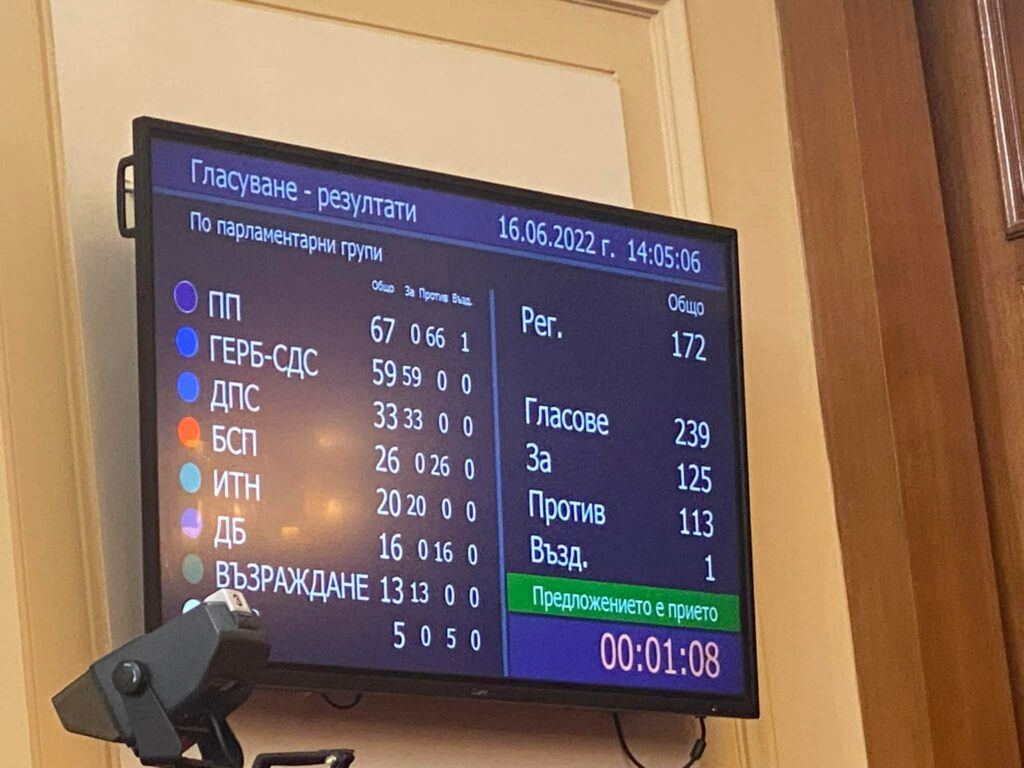 Гласуване - резултати 16.06.2022 г. 14:05:06
По парламентарни групи
Общо За Против Възд.
ПП 67 0 66 1
ГЕРБ-СДС 59 59 0 0
ДПС 33 33 0 0
БСП 26 0 26 0
ИТН 20 20 0 0
ДБ 16 0 16 0
ВЪЗРАЖДАНЕ 13 13 0 0
5 0 5 0
Общо
Рег. 172
Гласове 239
За 125
Против 113
Възд. 1
Предложението е прието
00:01:08
3